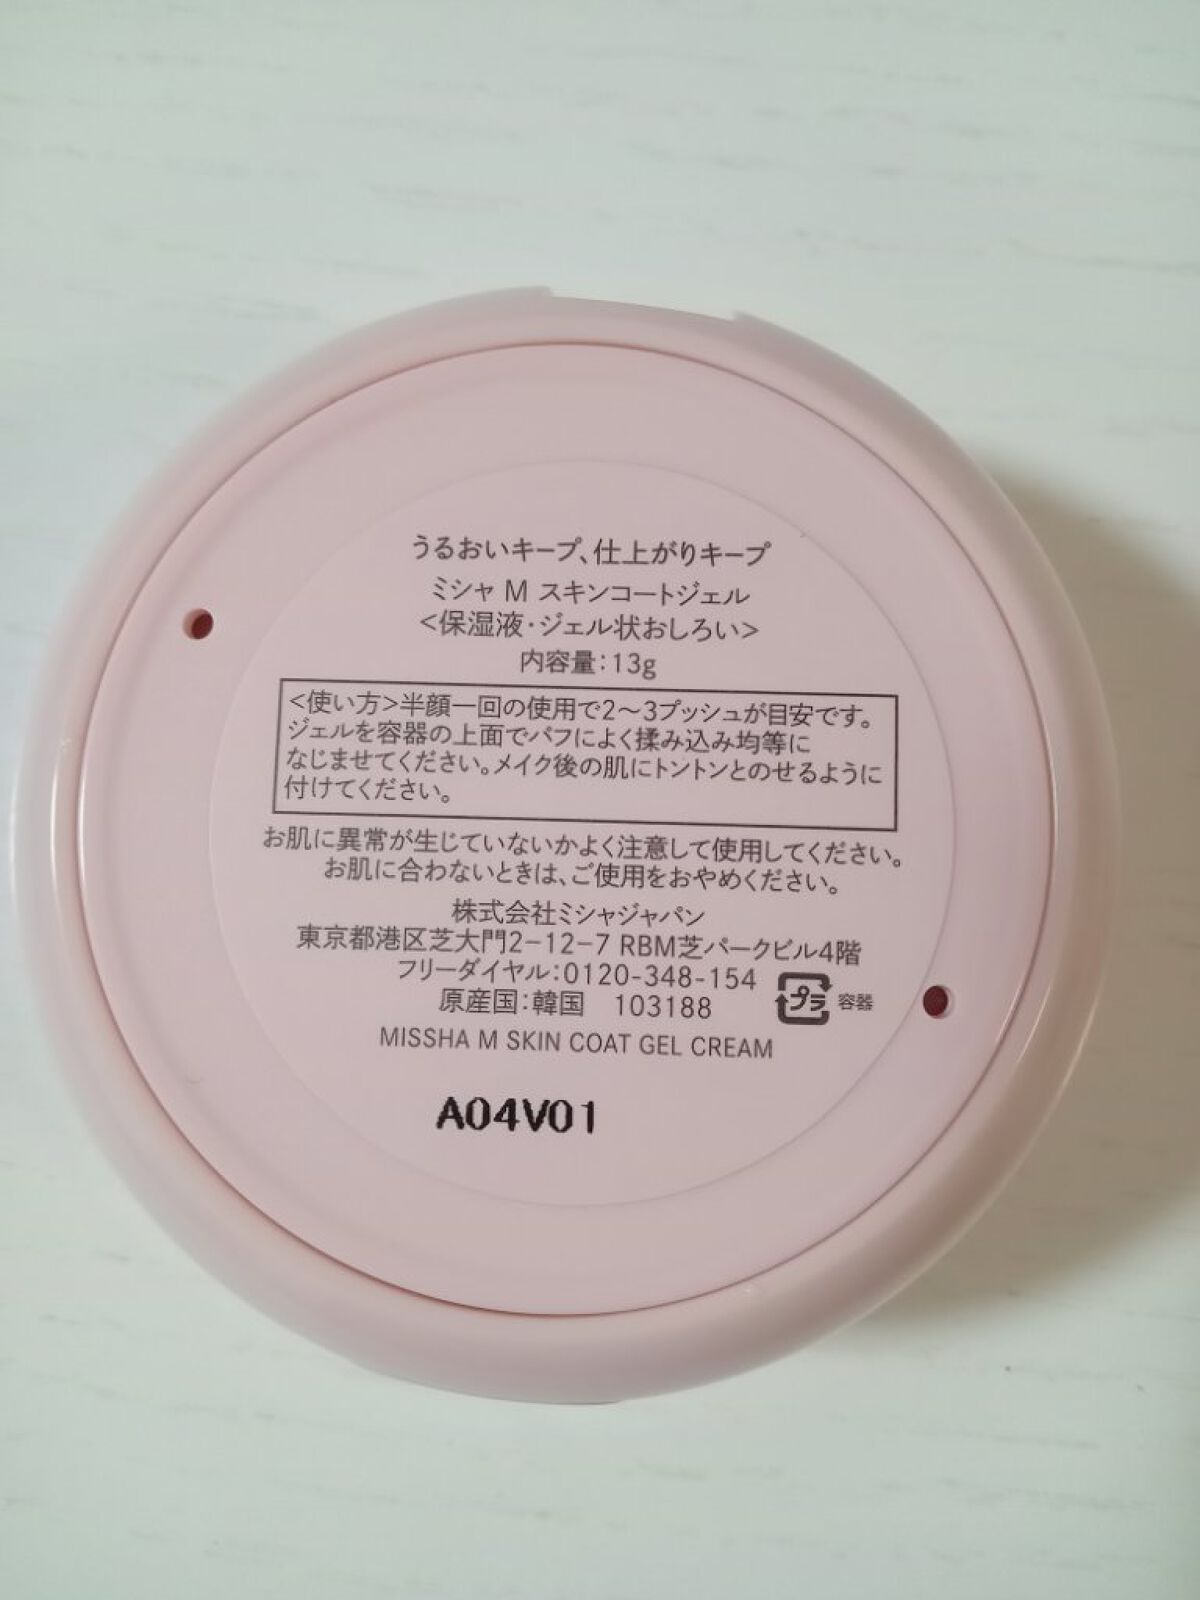 うるおいキープ、仕上がりキープ
ミシャ M スキンコートジェル
<保湿液・ジェル状おしろい>
内容量：13g
<使い方>半顔一回の使用で2～3プッシュが目安です。
ジェルを容器の上面でパフによく揉み込み均等に
なじませてください。メイク後の肌にトントンとのせるように
付けてください。
お肌に異常が生じていないかよく注意して使用してください。
お肌に合わないときは、ご使用をおやめください。
株式会社ミシャジャパン
東京都港区芝大門2-12-7 RBM芝パークビル4階
フリーダイヤル：0120-348-154
原産国：韓国 103188
プラ 容器
MISSHA M SKIN COAT GEL CREAM
A04V01